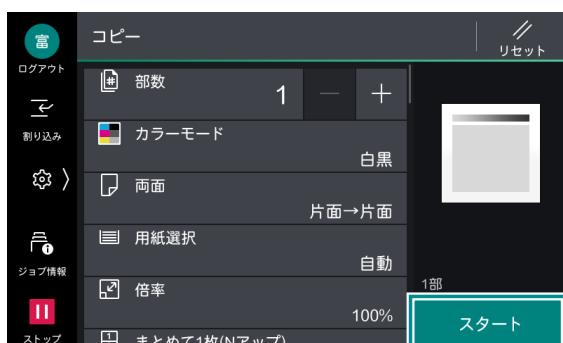 富
コピー
リセット
ログアウト
部数
1
割り込み
カラーモード
白黒
両面
片面→片面
用紙選択
自動
ジョブ情報
倍率
100%
1部
スタート
ストップ
まとめて1枚(Nアップ)